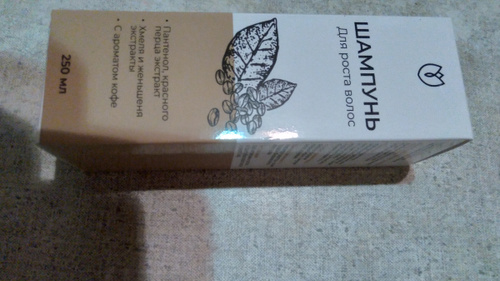 ШАМПУНЬ
Для роста волос
• Пантенол, красного
перца экстракт
• Хмеля и женьшеня
экстракты
• С ароматом кофе
250 мл